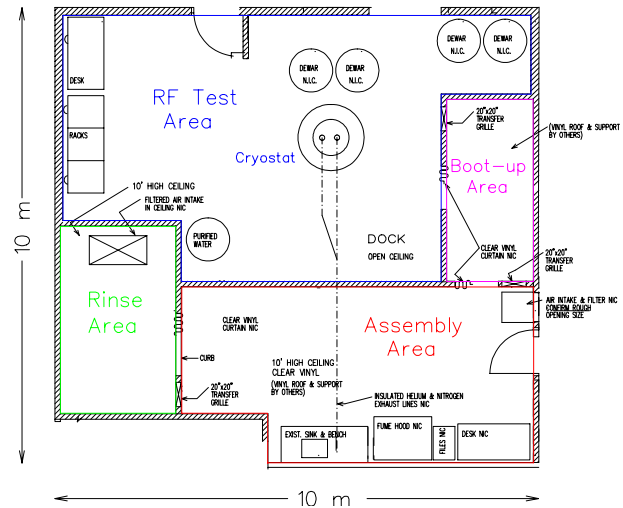 DEWAR
N.I.C.
DEWAR
N.I.C.
DEWAR
N.I.C.
DEWAR
N.I.C.
DESK
RF Test
Area
RACKS
Cryostat
20"x20"
TRANSFER
GRILLE
(VINYL ROOF & SUPPORT
BY OTHERS)
Boot-up
Area
10' HIGH CEILING
FILTERED AIR INTAKE
IN CEILING NIC
PURIFIED
WATER
DOCK
OPEN CEILING
CLEAR VINYL
CURTAIN NIC
20"x20"
TRANSFER
GRILLE
10 m
Rinse
Area
CLEAR VINYL
CURTAIN NIC
Assembly
Area
AIR INTAKE & FILTER NIC
CONFIRM ROUGH
OPENING SIZE
CURB
10' HIGH CEILING
CLEAR VINYL
(VINYL ROOF & SUPPORT
BY OTHERS)
20"x20"
TRANSFER
GRILLE
INSULATED HELIUM & NITROGEN
EXHAUST LINES NIC
EXIST. SINK & BENCH
FUME HOOD NIC
FILES NIC
DESK NIC
10 m